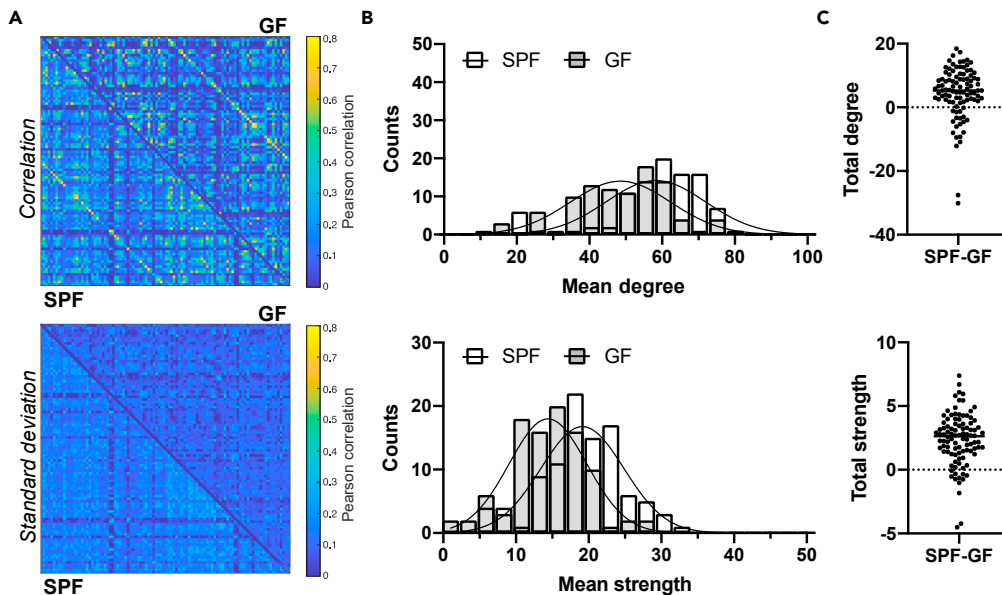 A
GF
Correlation
SPF
0.8
0.7
0.6
0.5
0.4
0.3
0.2
0.1
0
Pearson correlation
GF
Standard deviation
SPF
0.8
0.7
0.6
0.5
0.4
0.3
0.2
0.1
0
Pearson correlation
B
SPF GF
Counts
50
40
30
20
10
0
0 20 40 60 80 100
Mean degree
SPF GF
Counts
30
20
10
0
0 10 20 30 40 50
Mean strength
C
Total degree
20
0
-20
-40
SPF-GF
Total strength
10
5
0
-5
SPF-GF